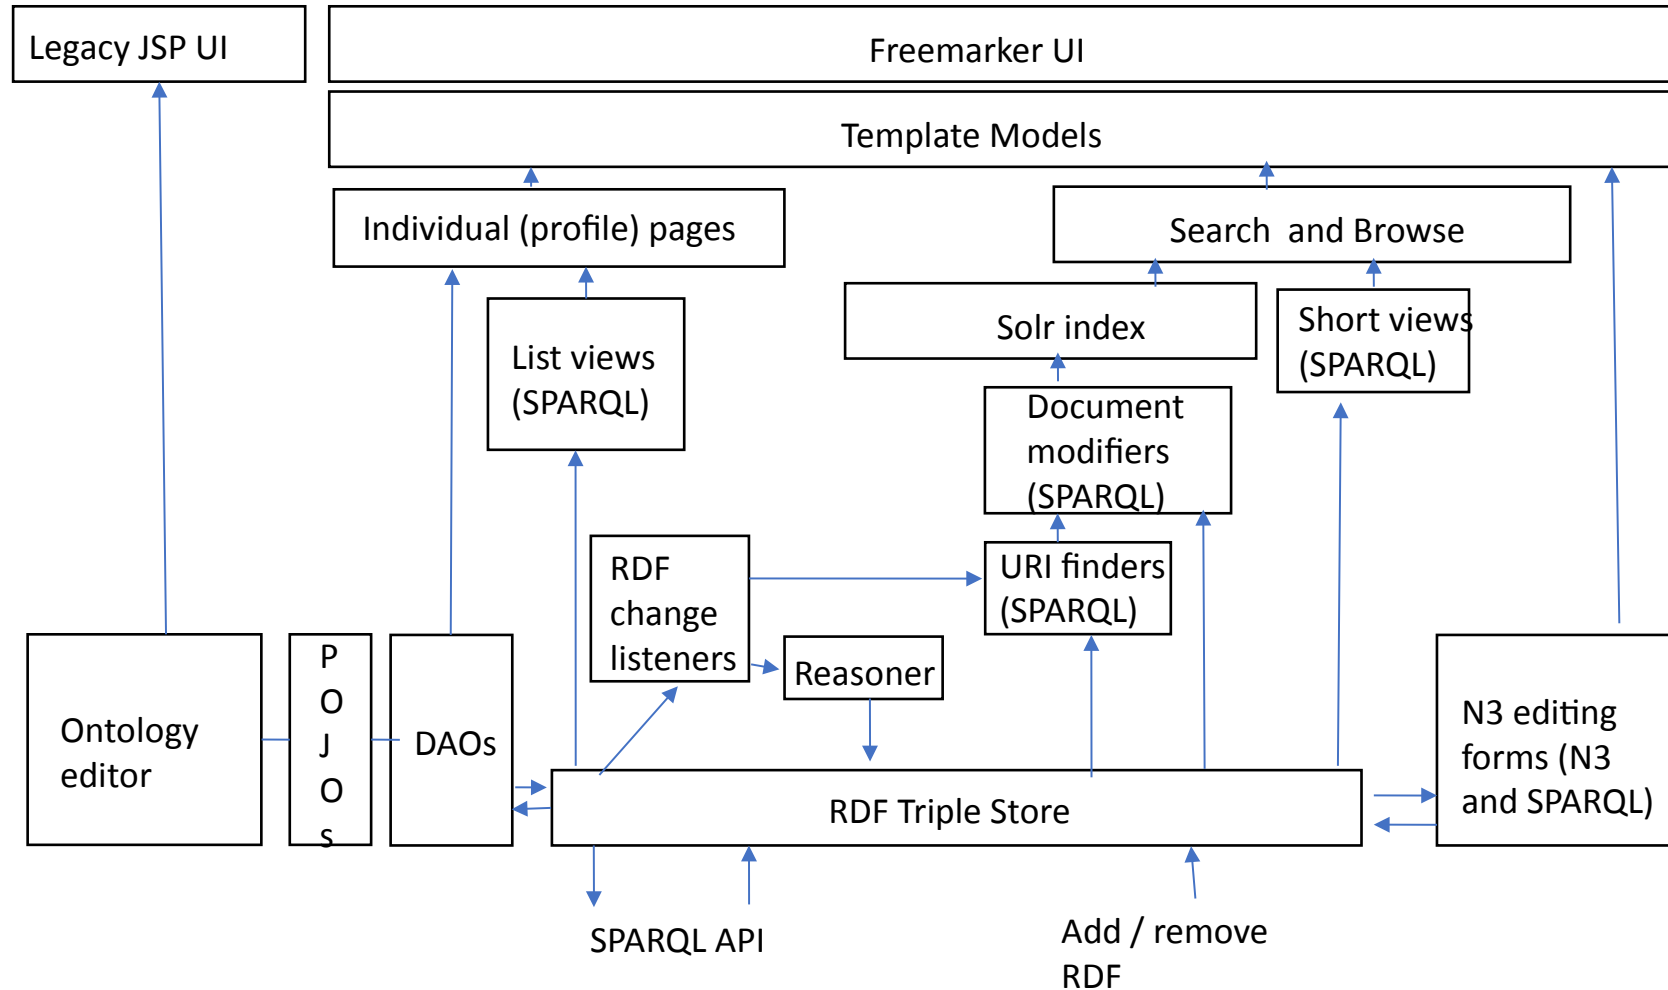 Legacy JSP UI
Freemarker UI
Template Models
Individual (profile) pages
Search and Browse
List views
(SPARQL)
Solr index
Short views
(SPARQL)
Document
modifiers
(SPARQL)
RDF
change
listeners
URI finders
(SPARQL)
Reasoner
Ontology
editor
P
O
J
O
s
DAOs
RDF Triple Store
N3 editing
forms (N3
and SPARQL)
SPARQL API
Add / remove
RDF